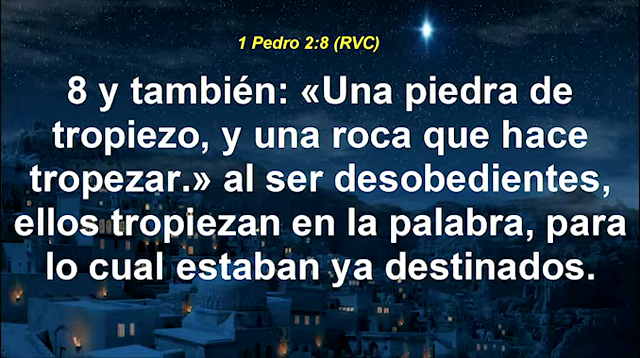 1 Pedro 2:8 (RVC)
8 y también: «Una piedra de
tropiezo, y una roca que hace
tropezar.» al ser desobedientes,
ellos tropiezan en la palabra, para
lo cual estaban ya destinados.